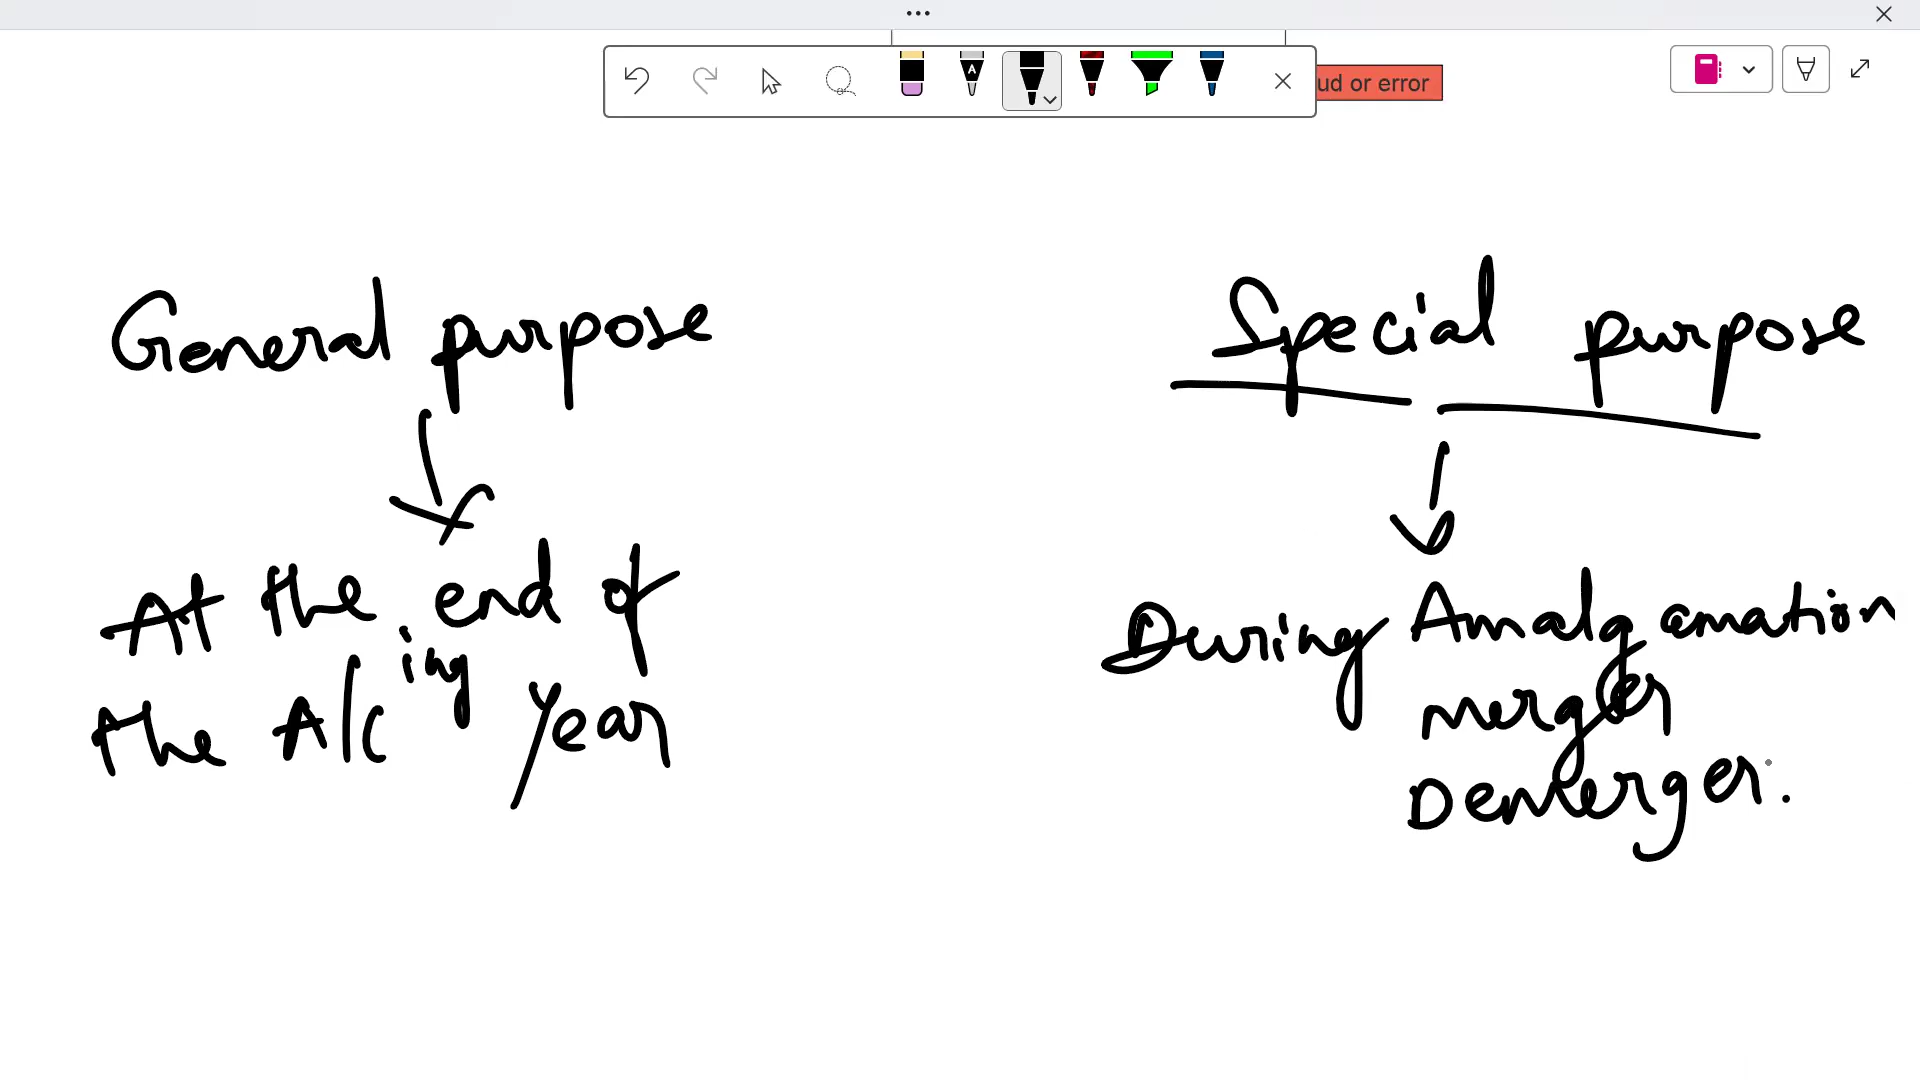 ud or error
General purpose
Special purpose
At the end of
the A/c ing year
During Amalgamation
merger
Demerger.